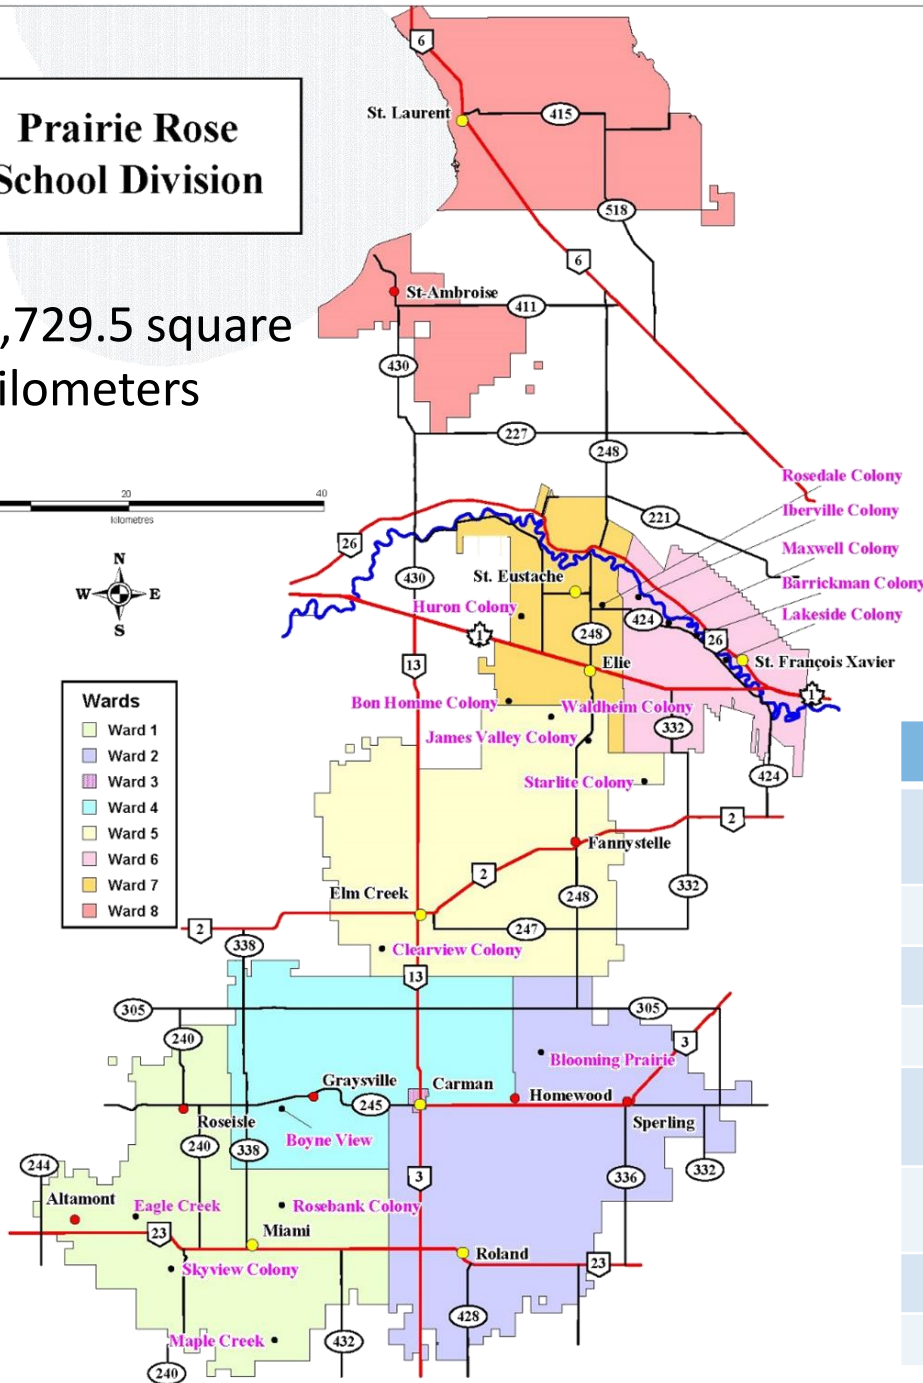 6
St. Laurent
415
Prairie Rose
School Division
518
6
St-Ambroise
411
,729.5 square
ilometers
430
227
248
Rosedale Colony
20
40
kilometres
Iberville Colony
221
26
Maxwell Colony
N
W
E
S
430
St. Eustache
Barrickman Colony
Huron Colony
424
Lakeside Colony
1
248
26
13
Elie
St. François Xavier
1
Wards
Ward 1
Ward 2
Ward 3
Ward 4
Ward 5
Ward 6
Ward 7
Ward 8
Bon Homme Colony
Waldheim Colony
James Valley Colony
332
424
Starlite Colony
2
Fannystelle
2
Elm Creek
332
248
2
247
338
Clearview Colony
13
305
305
240
3
Blooming Prairie
Graysville
Carman
Homewood
245
Roseisle
Sperling
Boyne View
240
338
332
244
3
336
Altamont
Eagle Creek
Rosebank Colony
23
Miami
Roland
23
Skyview Colony
428
Maple Creek
432
240